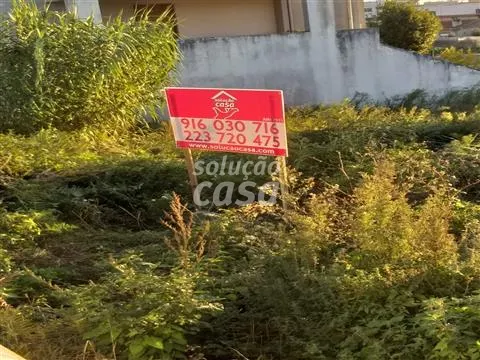 solução
casa
916 030 716
223 720 475
www.solucaocasa.com
solução
casa